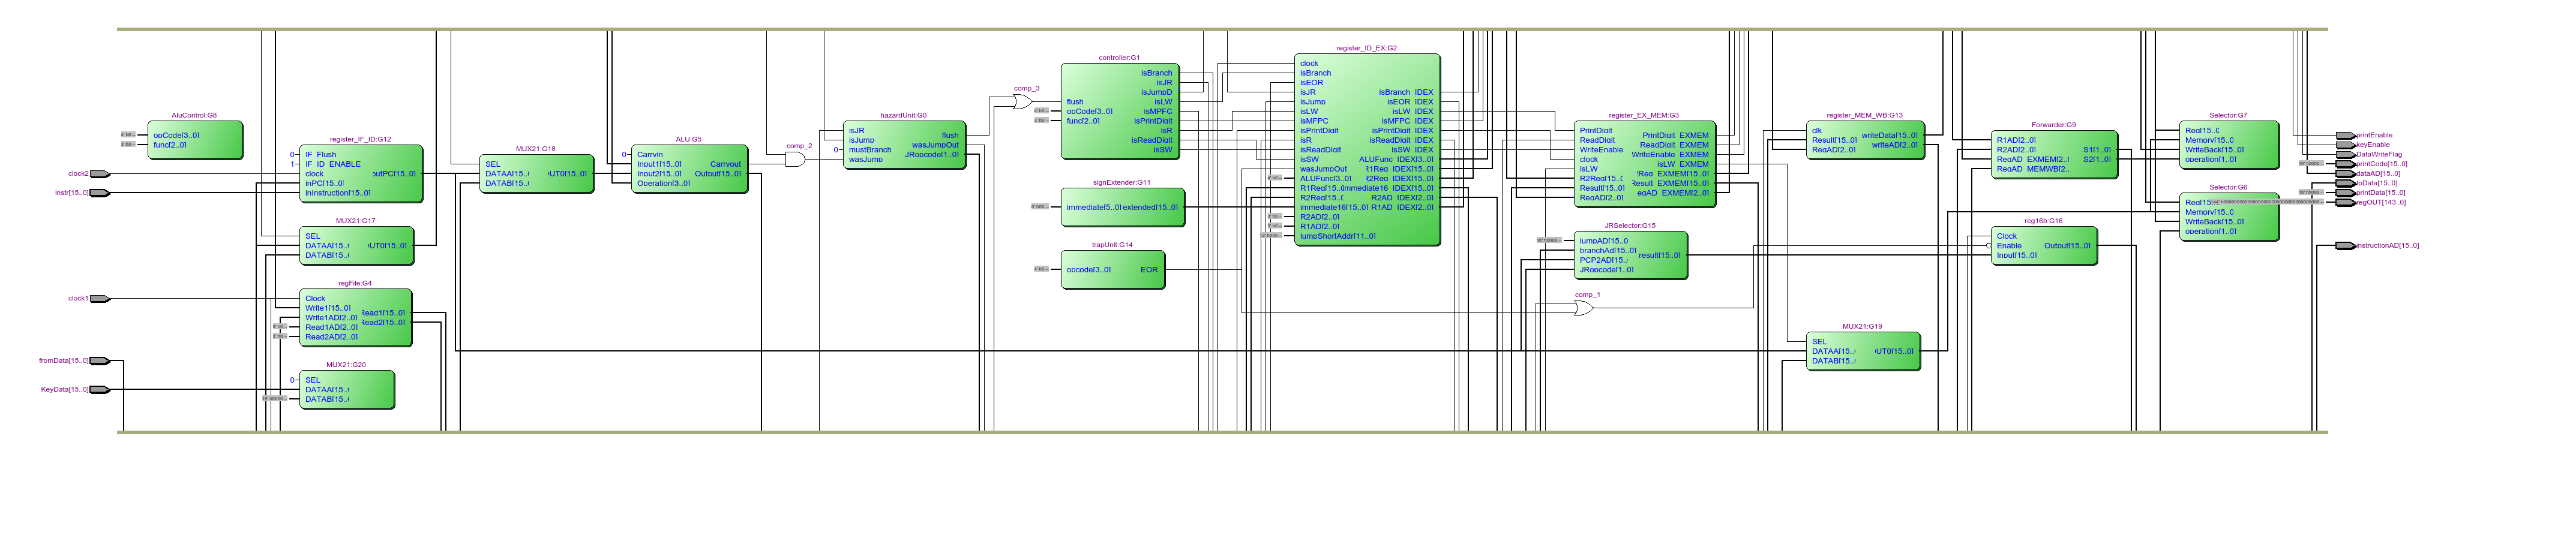 clock2
instr[15..0]
clock1
fromData[15..0]
KeyData[15..0]
AluControl:G8
opCode[3..0]
func[2..0]
register_IF_ID:G12
0
IF_Flush
1
IF_ID_ENABLE
clock
inPC[15..0]
inInstruction[15..0]
MUX21:G17
SEL
DATAA[15..
DATAB[15..
UTO[15..0]
regFile:G4
Clock
Write1[15..0]
Write1AD[2..0]
Read1AD[2..0]
Read2AD[2..0]
Read1[15..0]
Read2[15..0]
MUX21:G20
0
SEL
DATAA[15..
DATAB[15..
MUX21:G18
SEL
DATAA[15..
DATAB[15..
UTO[15..0]
ALU:G5
0
Carryin
Input1[15..0]
Input2[15..0]
Operation[3..0]
Carryout
Output[15..0]
comp_2
hazardUnit:G0
isJR
isJump
0
mustBranch
wasJump
flush
wasJumpOut
JRopcode[1..0]
comp_3
controller:G1
flush
opCode[3..0]
func[2..0]
isBranch
isJR
isJumpD
isLW
isMPFC
isPrintDigit
isR
isReadDigit
isSW
signExtender:G11
immediate[5..0]
extended[15..0]
trapUnit:G14
opcode[3..0]
EOR
register_ID_EX:G2
clock
isBranch
isEOR
isJR
isJump
isLW
isMFPC
isPrintDigit
isR
isReadDigit
isSW
wasJumpOut
ALUFunc[3..0]
R1Reg[15..0
R2Reg[15..0
immediate16[15..0]
R2AD[2..0]
R1AD[2..0]
jumpShortAddr[11..0]
isBranch_IDEX
isEOR_IDEX
isLW_IDEX
isMFPC_IDEX
isPrintDigit_IDEX
isR_IDEX
isReadDigit_IDEX
isSW_IDEX
ALUFunc_IDEX[3..0]
R1Reg_IDEX[15..0]
R2Reg_IDEX[15..0]
immediate16_IDEX[15..0]
R2AD_IDEX[2..0]
R1AD_IDEX[2..0]
register_EX_MEM:G3
PrintDigit
ReadDigit
WriteEnable
clock
isLW
R2Reg[15..0
Result[15..0
RegAD[2..0]
PrintDigit_EXMEM
ReadDigit_EXMEM
WriteEnable_EXMEM
isLW_EXMEM
Reg_EXMEM[15..0]
Result_EXMEM[15..0]
RegAD_EXMEM[2..0]
JRSelector:G15
jumpAD[15..0
branchAd[15..0
PCP2AD[15..
JRopcode[1..0]
result[15..0]
comp_1
register_MEM_WB:G13
clk
Result[15..0]
RegAD[2..0]
writeData[15..0]
writeAD[2..0]
MUX21:G19
SEL
DATAA[15..
DATAB[15..
UTO[15..0]
Forwarder:G9
R1AD[2..0]
R2AD[2..0]
RegAD_EXMEM[2..
RegAD_MEMWB[2..
S1[1..0]
S2[1..0]
reg16b:G16
Clock
Enable
Input[15..0]
Output[15..0]
Selector:G7
Reg[15..0
Memory[15..0
WriteBack[15..0]
operation[1..0]
Selector:G6
Reg[15..
Memory[15..0
WriteBack[15..0]
operation[1..0]
printEnable
keyEnable
DataWriteFlag
printCode[15..0]
dataAD[15..0]
toData[15..0]
printData[15..0]
regOUT[143..0]
instructionAD[15..0]